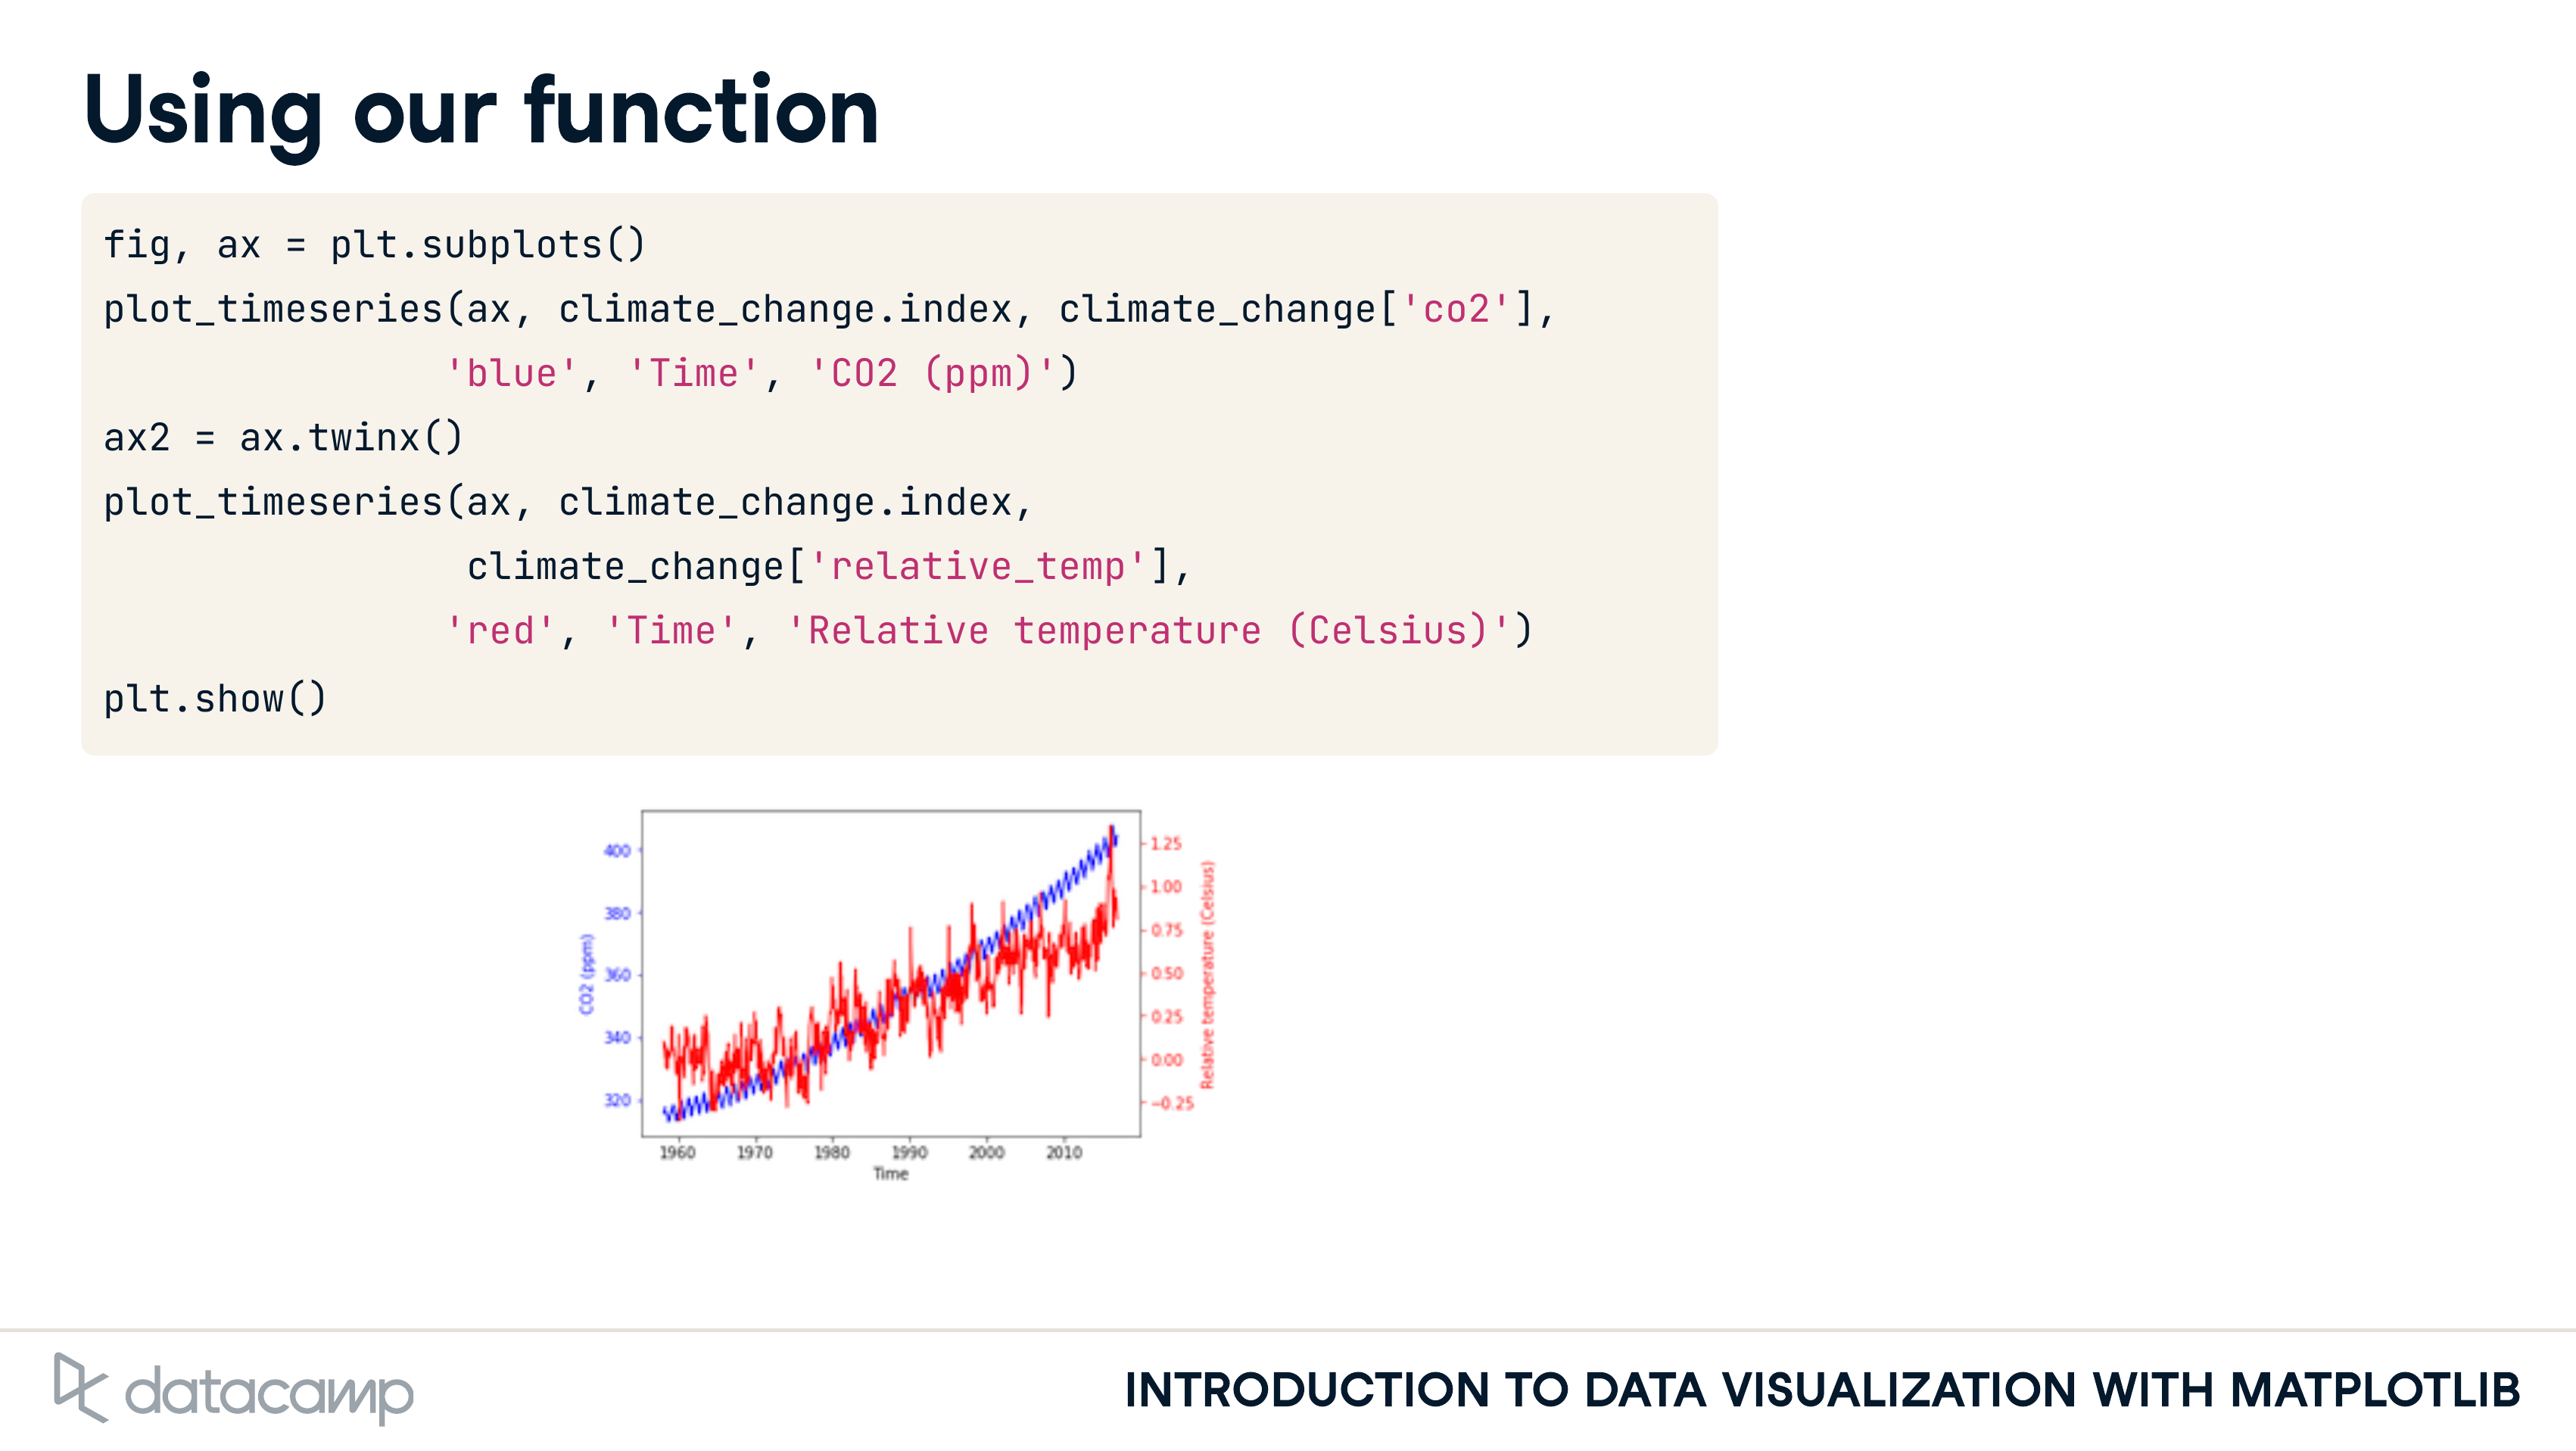 Using our function
fig, ax = plt.subplots()
plot_timeseries(ax, climate_change.index, climate_change['co2'],
'blue', 'Time', 'CO2 (ppm)')
ax2 = ax.twinx()
plot_timeseries(ax, climate_change.index,
climate_change['relative_temp'],
'red', 'Time', 'Relative temperature (Celsius)')
plt.show()
400
380
360
340
320
CO2 (ppm)
1.25
1.00
0.75
0.50
0.25
0.00
−0.25
Relative temperature (Celsius)
1960 1970 1980 1990 2000 2010
Time
datacamp
INTRODUCTION TO DATA VISUALIZATION WITH MATPLOTLIB